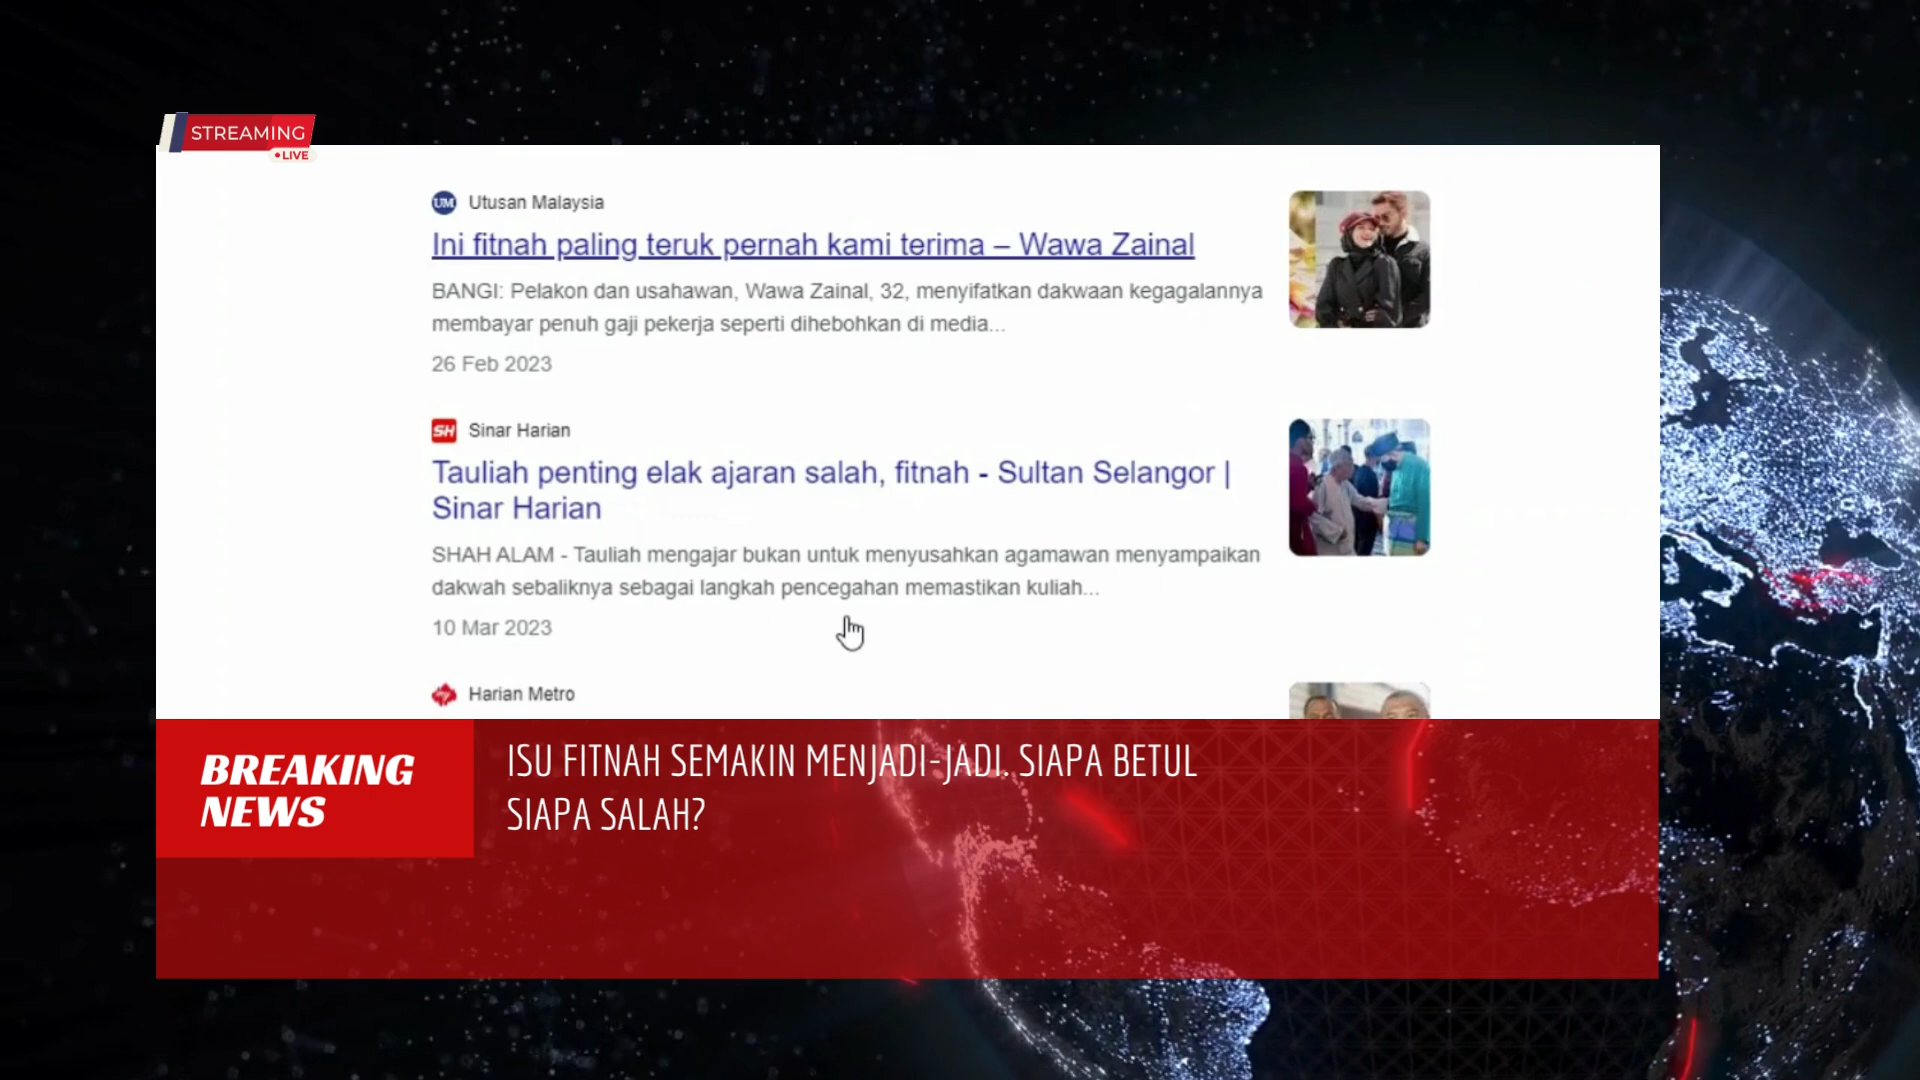 STREAMING
LIVE
UM Utusan Malaysia
Ini fitnah paling teruk pernah kami terima – Wawa Zainal
BANGI: Pelakon dan usahawan, Wawa Zainal, 32, menyifatkan dakwaan kegagalannya
membayar penuh gaji pekerja seperti dihebohkan di media...
26 Feb 2023
SH Sinar Harian
Tauliah penting elak ajaran salah, fitnah - Sultan Selangor |
Sinar Harian
SHAH ALAM - Tauliah mengajar bukan untuk menyusahkan agamawan menyampaikan
dakwah sebaliknya sebagai langkah pencegahan memastikan kuliah...
10 Mar 2023
Harian Metro
BREAKING
NEWS
ISU FITNAH SEMAKIN MENJADI-JADI. SIAPA BETUL
SIAPA SALAH?